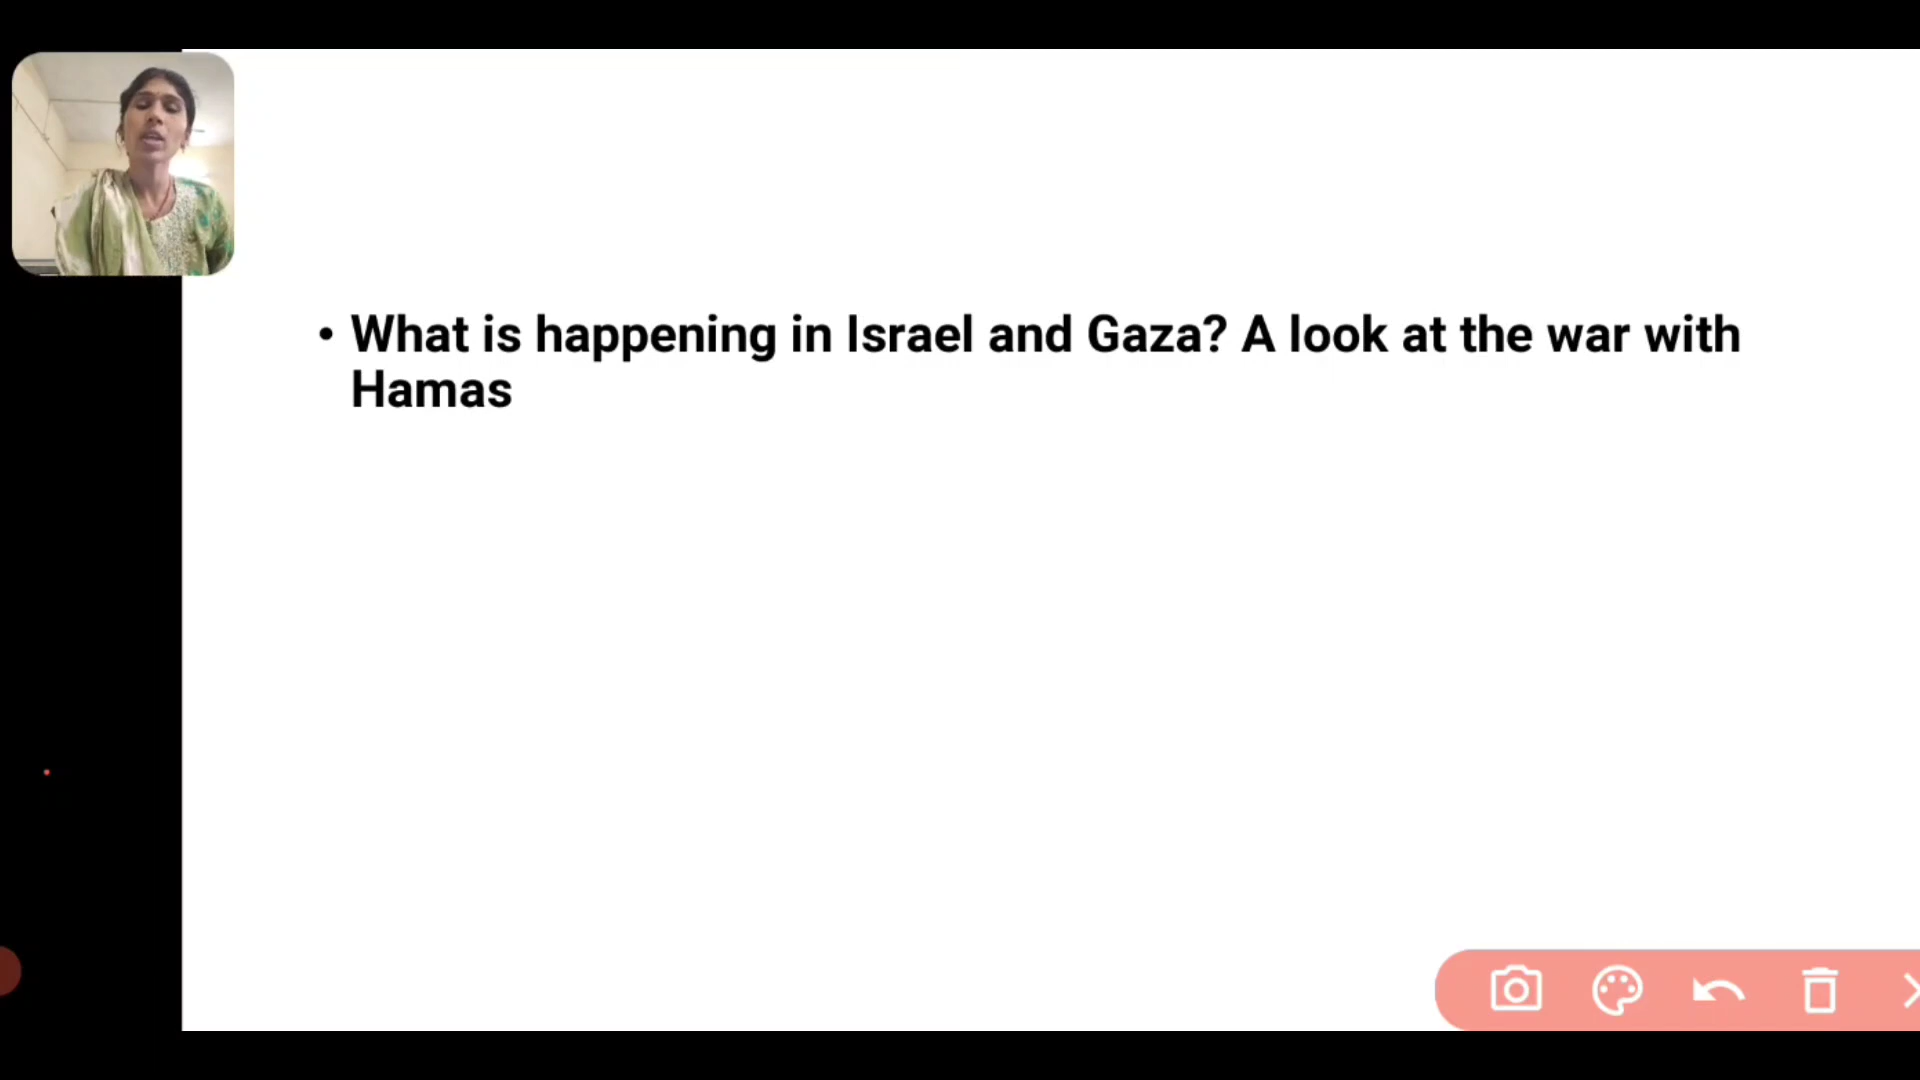 • What is happening in Israel and Gaza? A look at the war with
Hamas